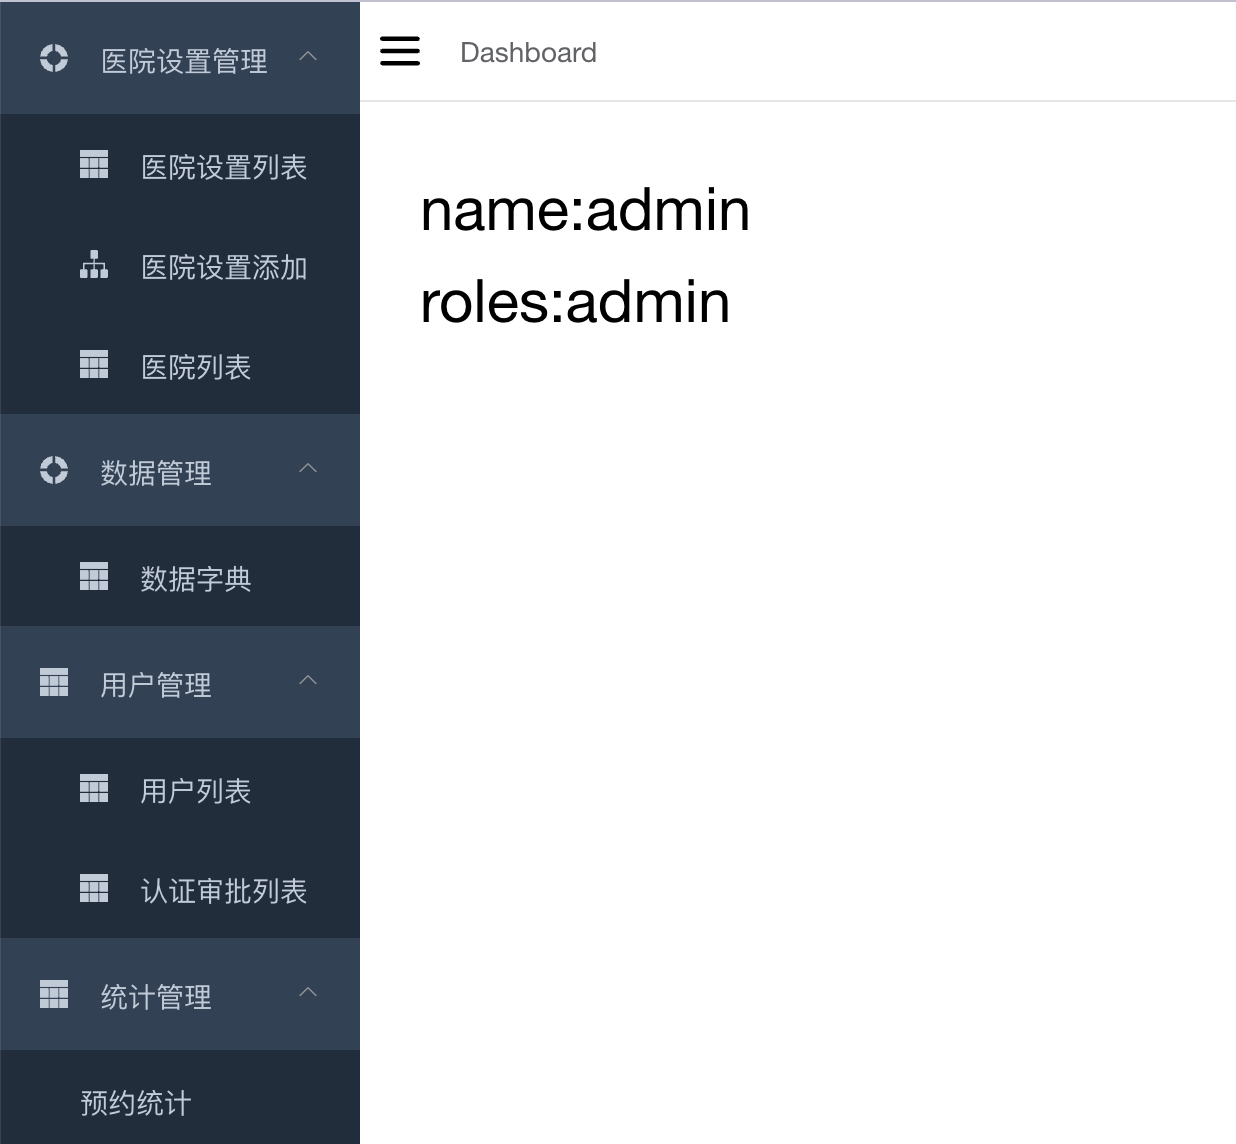 医院设置管理
医院设置列表
医院设置添加
医院列表
数据管理
数据字典
用户管理
用户列表
认证审批列表
统计管理
预约统计
Dashboard
name:admin
roles:admin